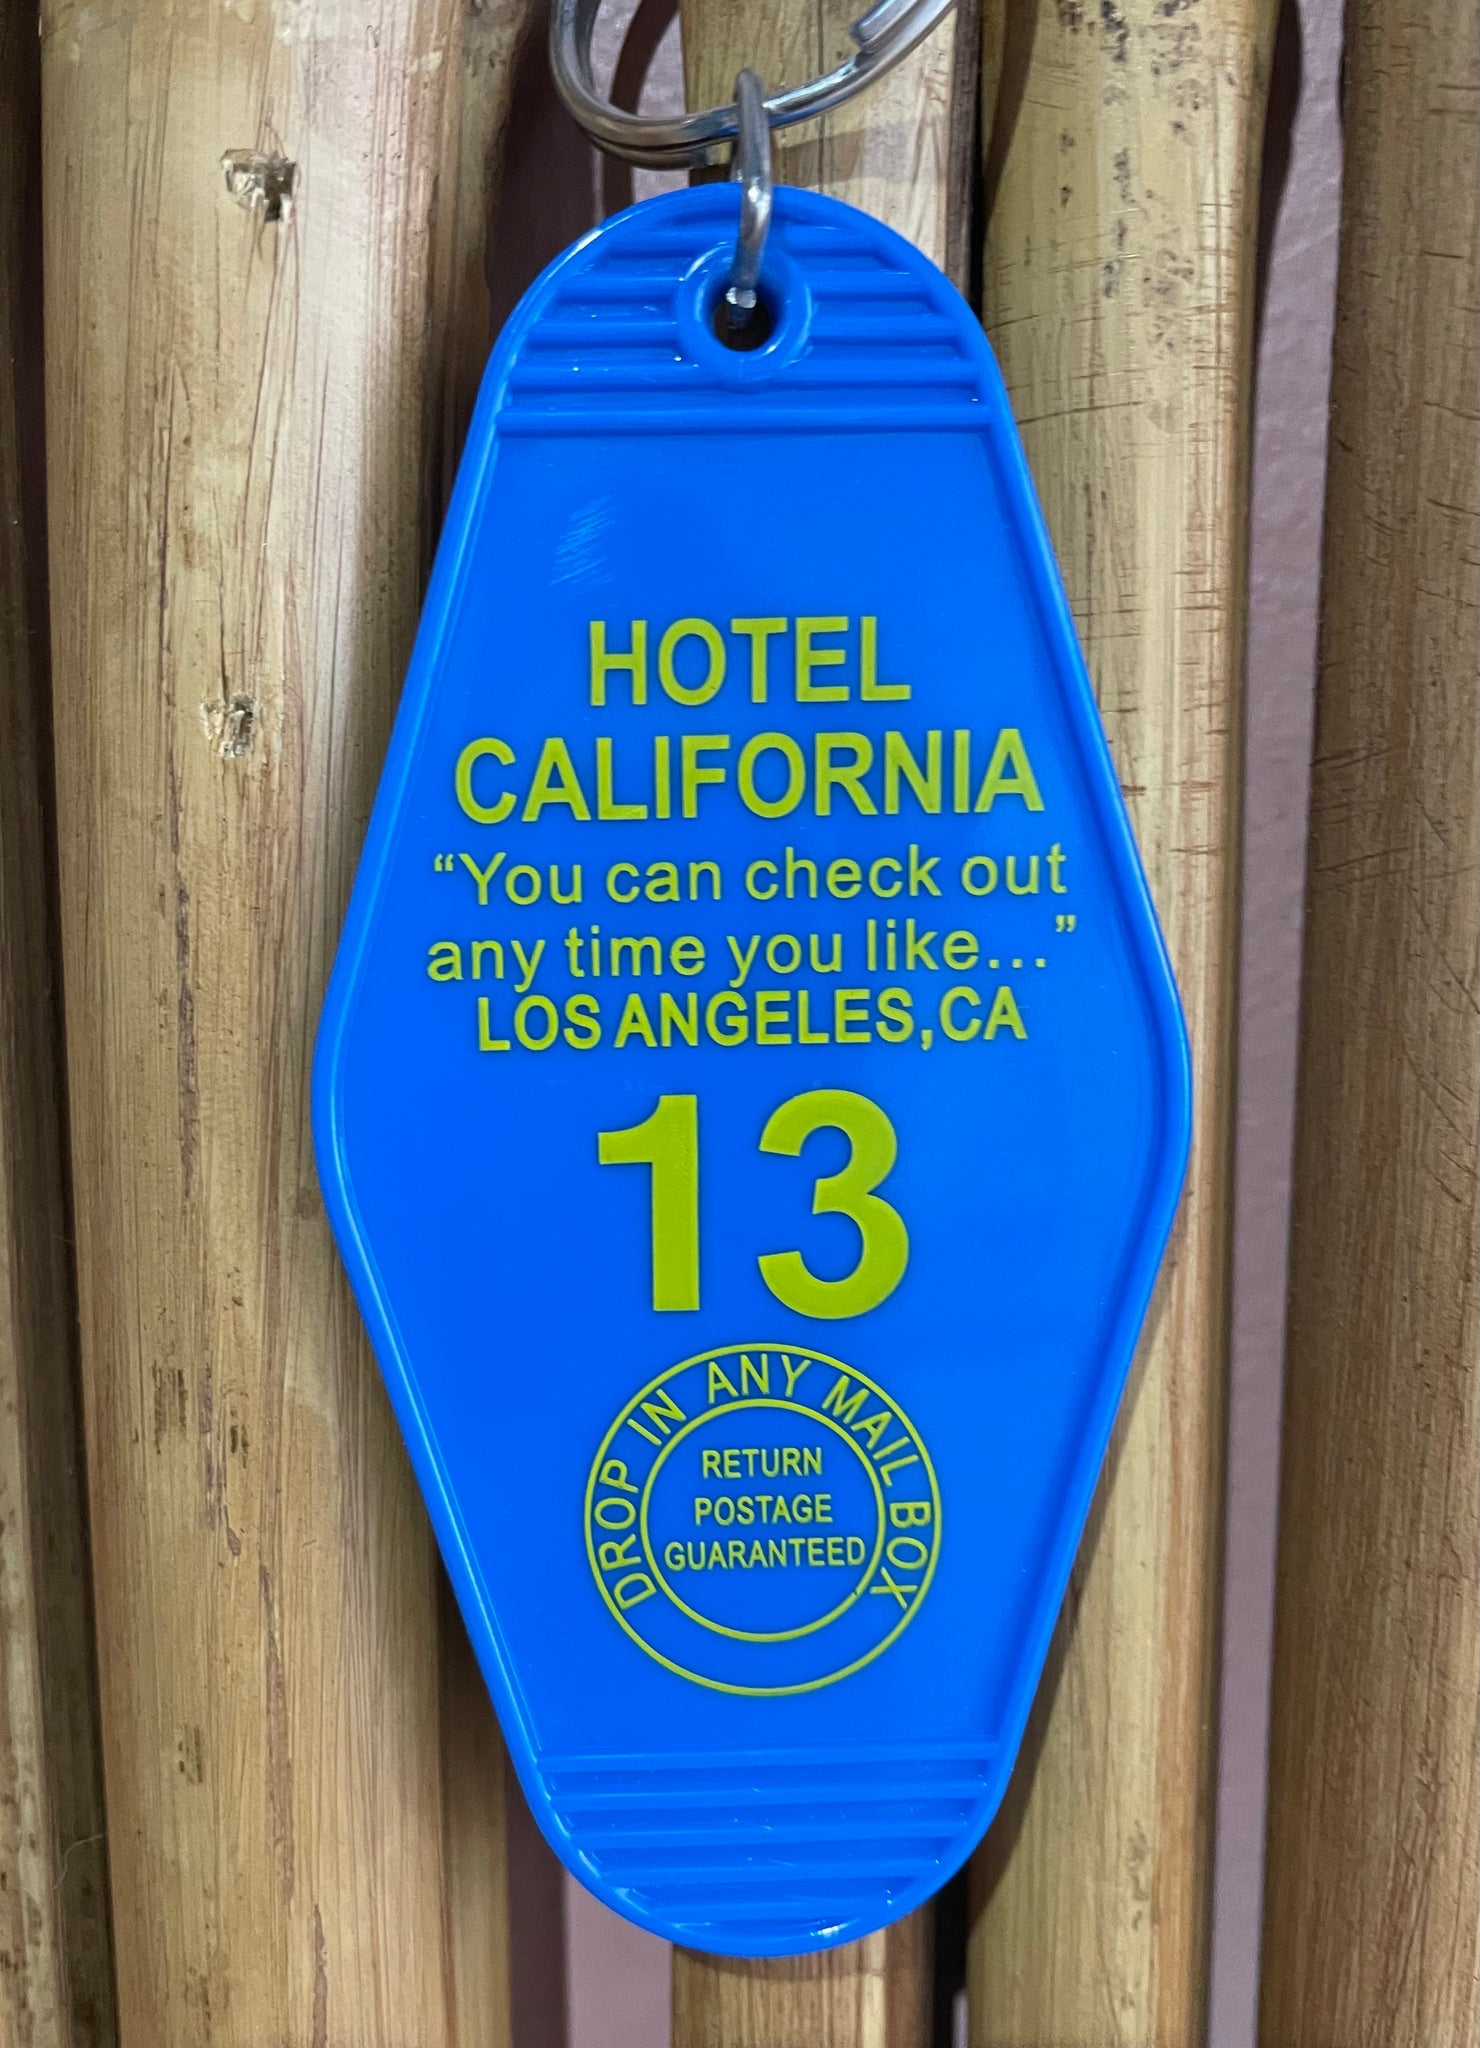 HOTEL
CALIFORNIA
“You can check out
any time you like...”
LOS ANGELES,CA
13
DROP IN ANY MAIL BOX
RETURN
POSTAGE
GUARANTEED